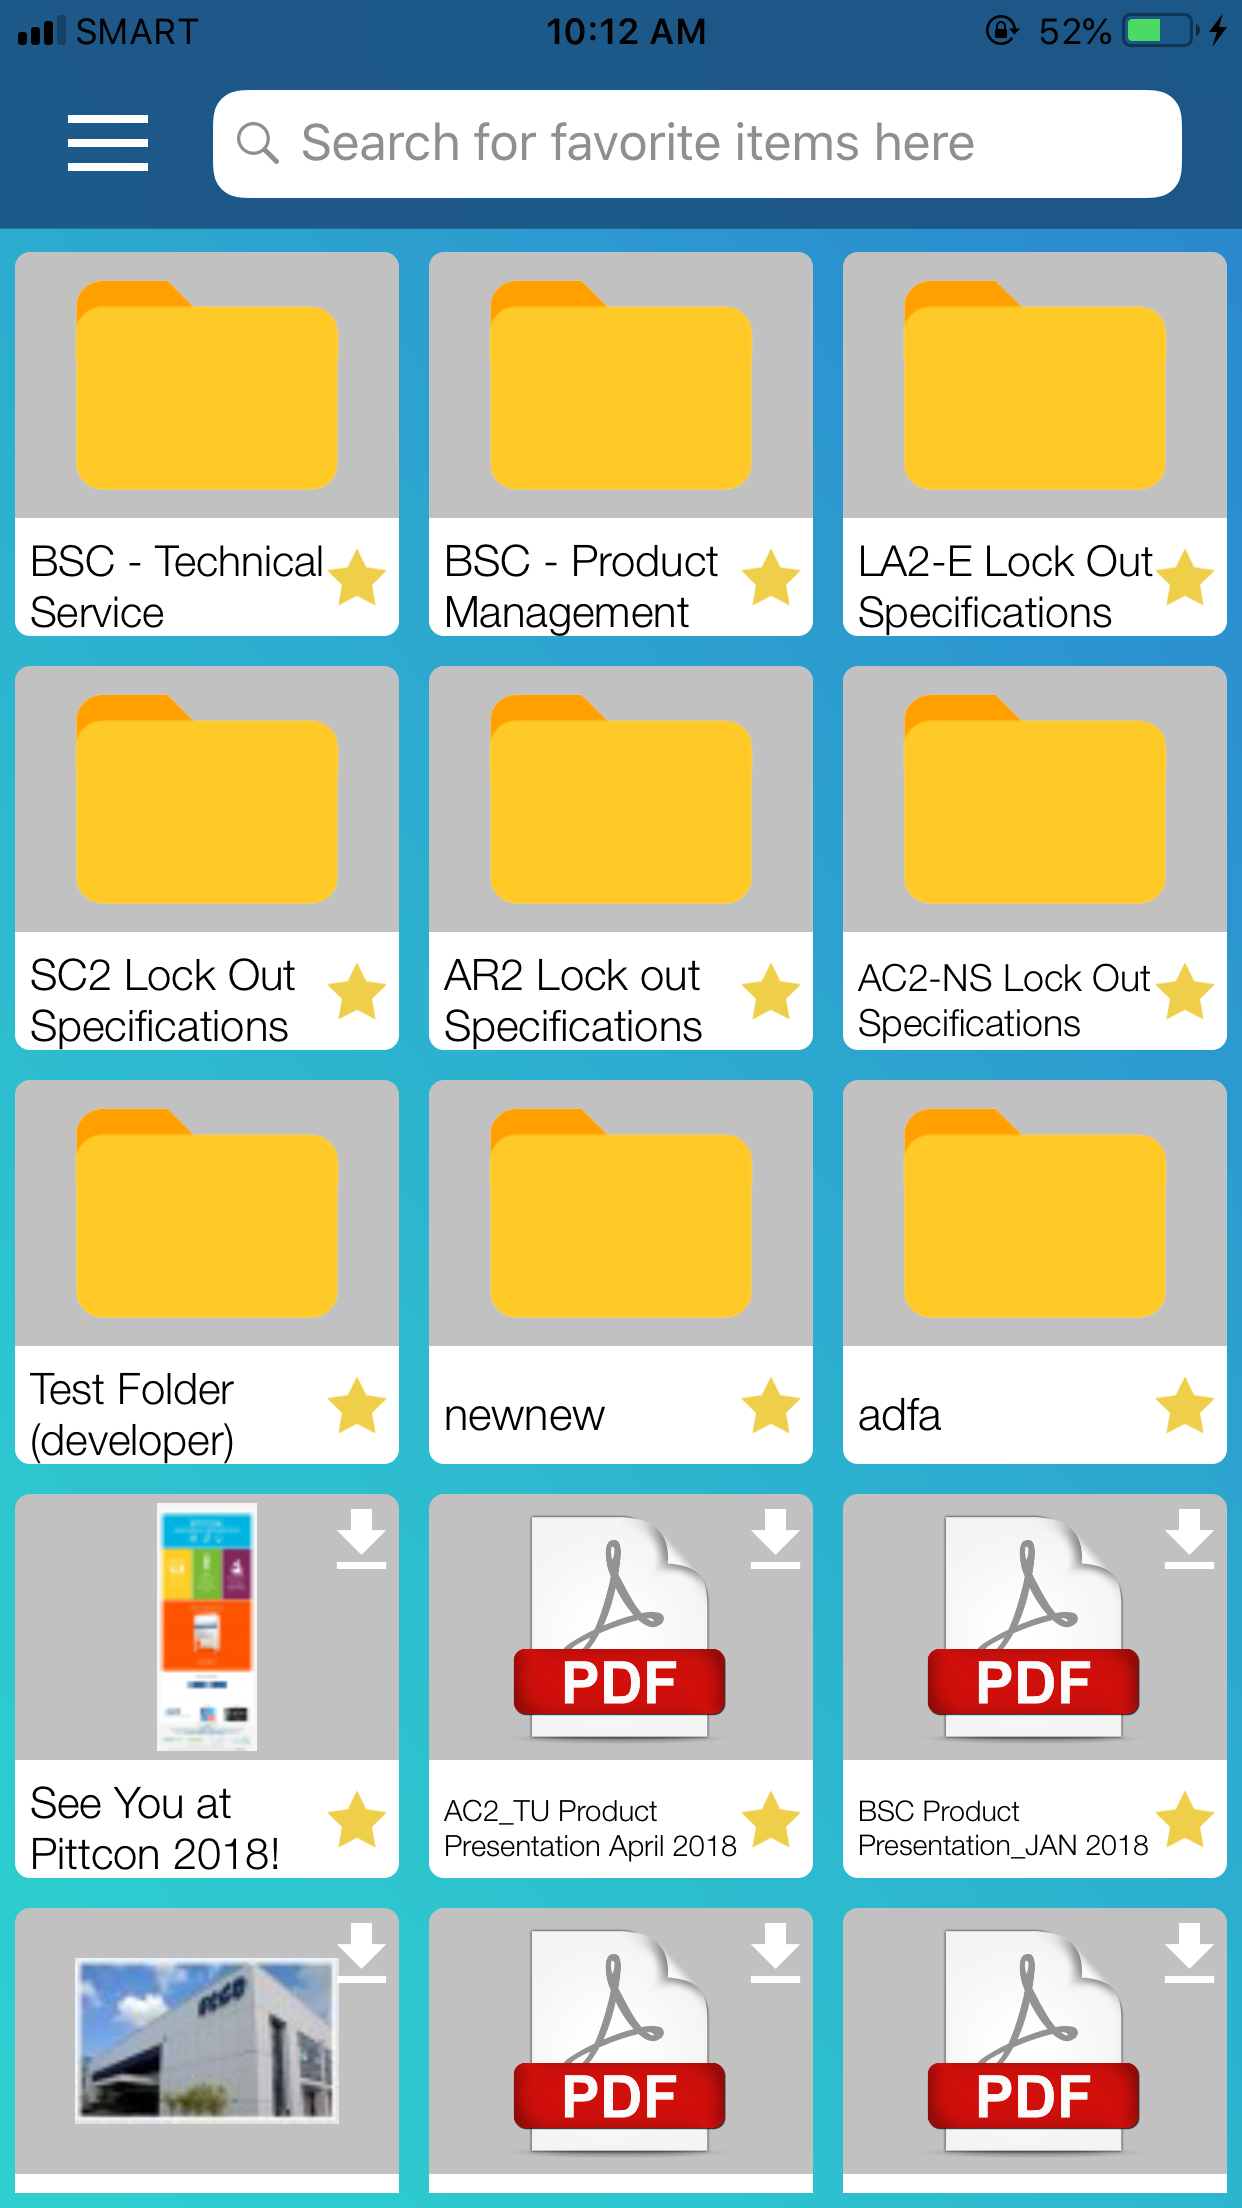 SMART
10:12 AM
52%
Search for favorite items here
BSC - Technical
Service
BSC - Product
Management
LA2-E Lock Out
Specifications
SC2 Lock Out
Specifications
AR2 Lock out
Specifications
AC2-NS Lock Out
Specifications
Test Folder
(developer)
newnew
adfa
PDF
PDF
See You at
Pittcon 2018!
AC2_TU Product
Presentation April 2018
BSC Product
Presentation_JAN 2018
PDF
PDF